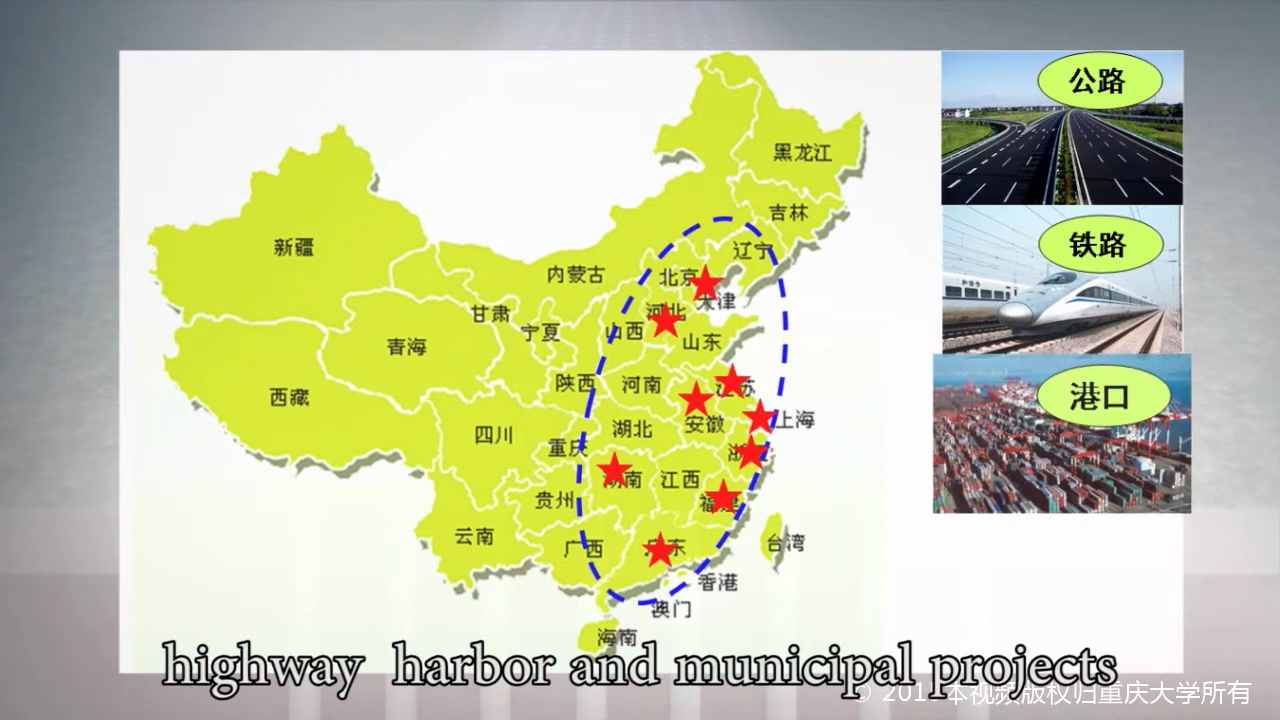 公路
黑龙江
吉林
新疆
铁路
辽宁
内蒙古
北京
天津
甘肃
河北
宁夏
山西
山东
青海
陕西
河南
江苏
西藏
港口
上海
安徽
湖北
四川
重庆
浙江
湖南
江西
贵州
福建
云南
广西
广东
台湾
香港
澳门
海南
highway harbor and municipal projects
本视频版权归重庆大学所有